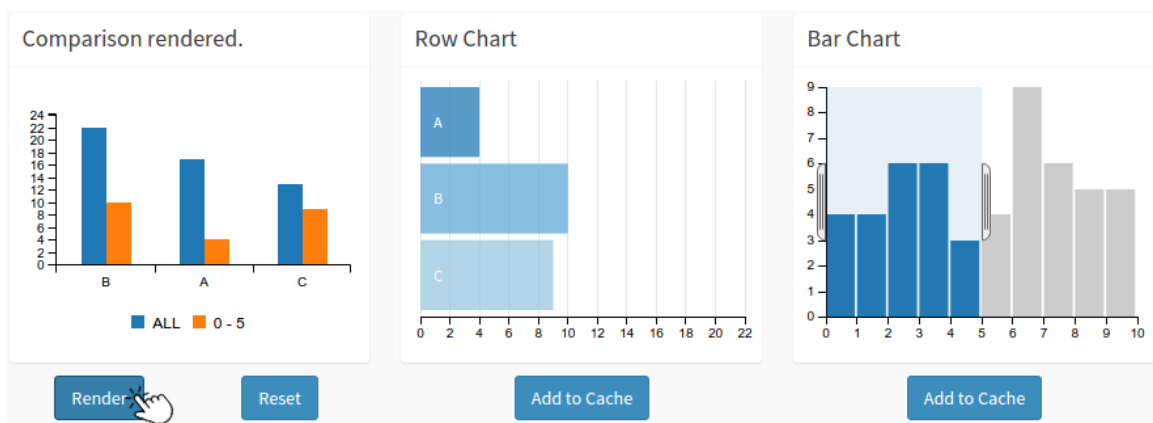 Comparison rendered.
24
22
20
18
16
14
12
10
8
6
4
2
0
B A C
ALL 0 - 5
Render Reset
Row Chart
A
B
C
0 2 4 6 8 10 12 14 16 18 20 22
Add to Cache
Bar Chart
9
8
7
6
5
4
3
2
1
0
0 1 2 3 4 5 6 7 8 9 10
Add to Cache